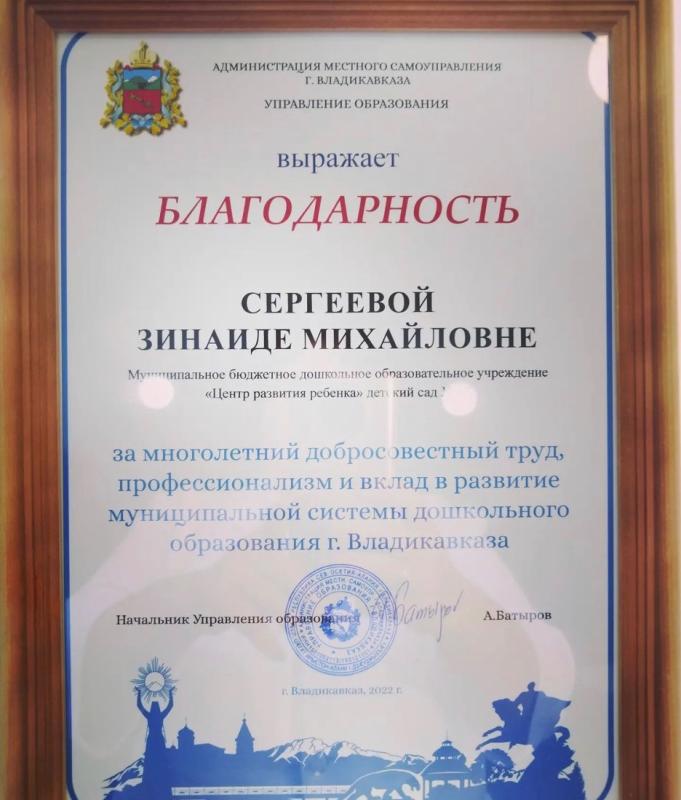 АДМИНИСТРАЦИЯ МЕСТНОГО САМОУПРАВЛЕНИЯ
Г. ВЛАДИКАВКАЗА
УПРАВЛЕНИЕ ОБРАЗОВАНИЯ
выражает
БЛАГОДАРНОСТЬ
СЕРГЕЕВОЙ
ЗИНАИДЕ МИХАЙЛОВНЕ
Муниципальное бюджетное дошкольное образовательное учреждение
«Центр развития ребенка» детский сад
за многолетний добросовестный труд,
профессионализм и вклад в развитие
муниципальной системы дошкольного
образования г. Владикавказа
Начальник Управления образования А.Батыров
г. Владикавказ, 2022 г.